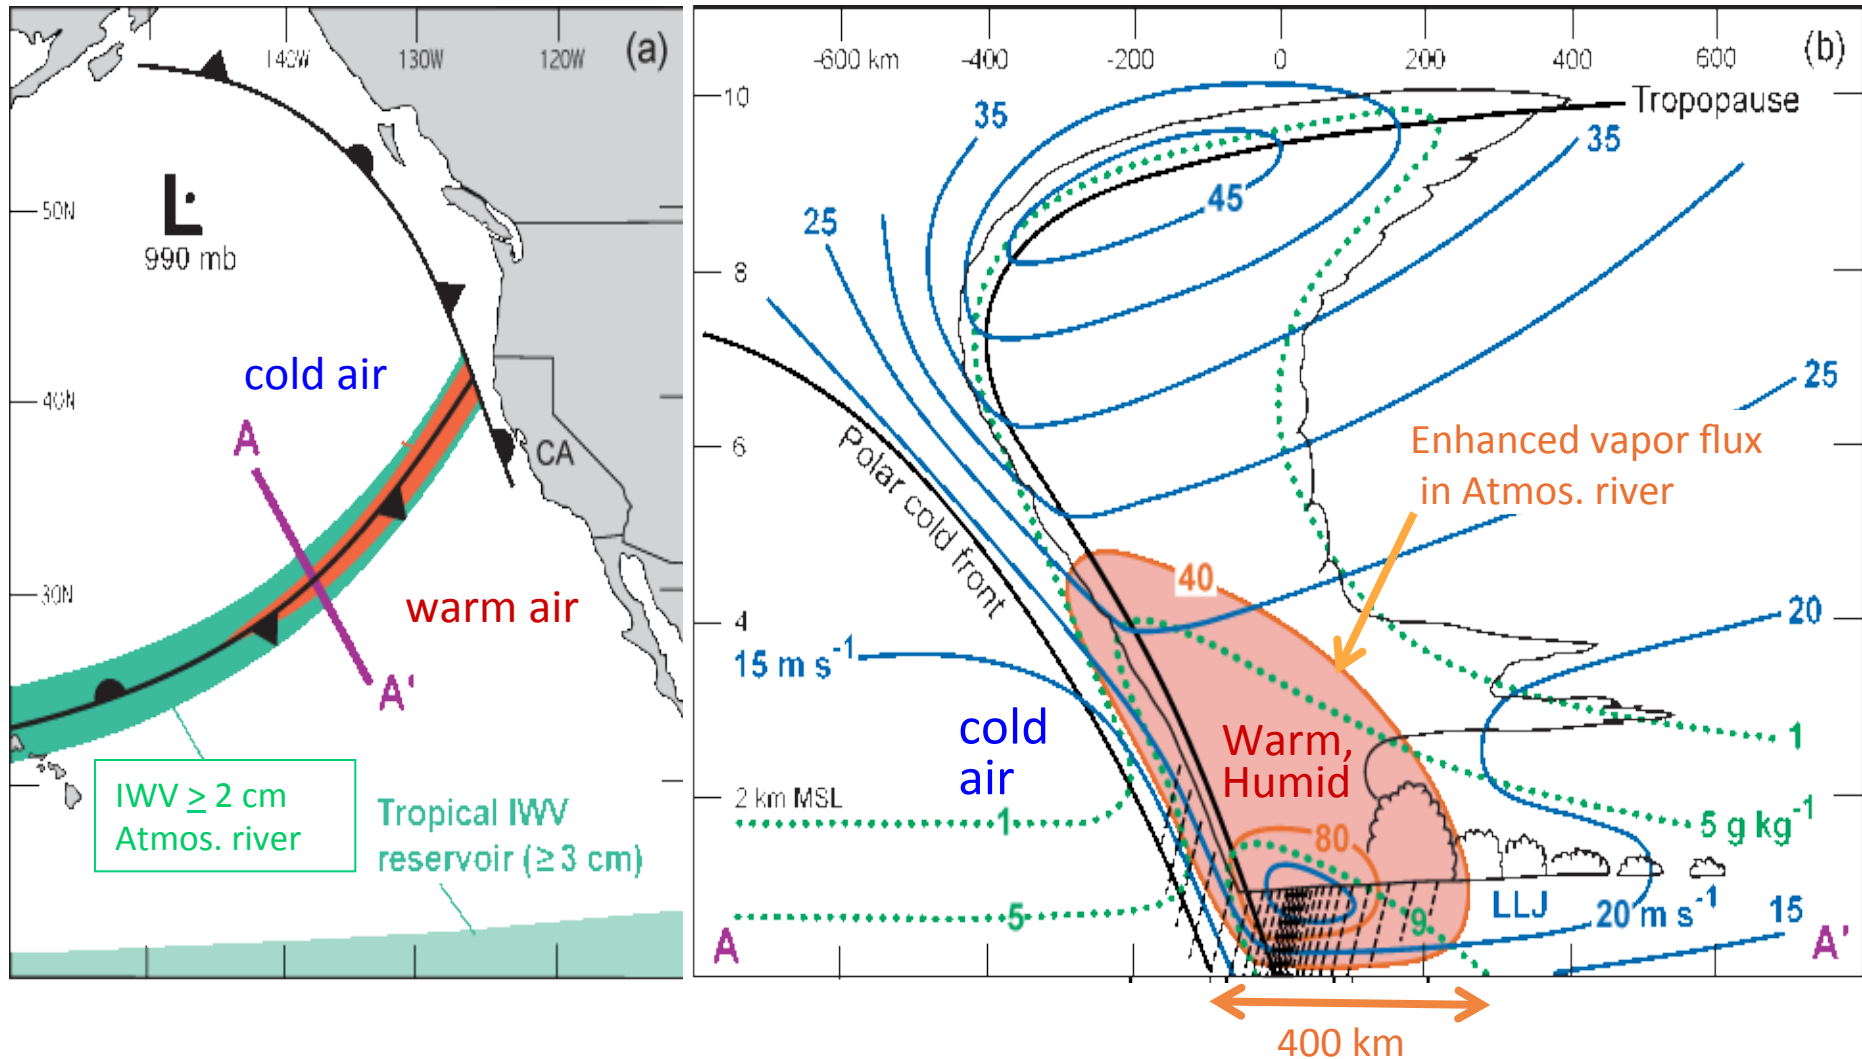 140W
130W
120W
(a)
50N
L
990 mb
cold air
40N
A
CA
30N
warm air
A'
IWV ≥ 2 cm
Atmos. river
Tropical IWV
reservoir (≥ 3 cm)
-600 km
-400
-200
0
200
400
600
(b)
10
Tropopause
35
35
45
25
8
25
6
Polar cold front
Enhanced vapor flux
in Atmos. river
40
4
20
15 m s⁻¹
cold
air
Warm,
Humid
1
2 km MSL
1
5 g kg⁻¹
80
5
9
LLJ
20 m s⁻¹
15
A
A'
400 km